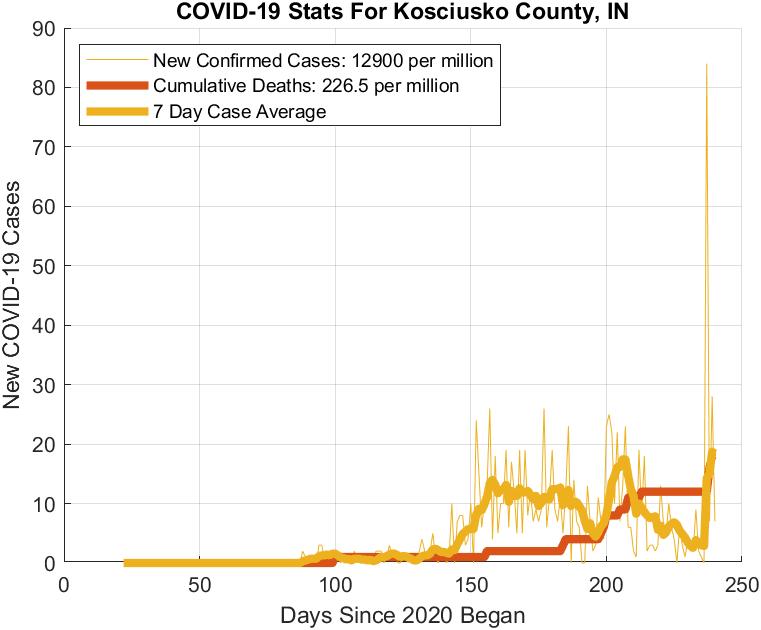 COVID-19 Stats For Kosciusko County, IN
New Confirmed Cases: 12900 per million
Cumulative Deaths: 226.5 per million
7 Day Case Average
New COVID-19 Cases
90
80
70
60
50
40
30
20
10
0
0 50 100 150 200 250
Days Since 2020 Began